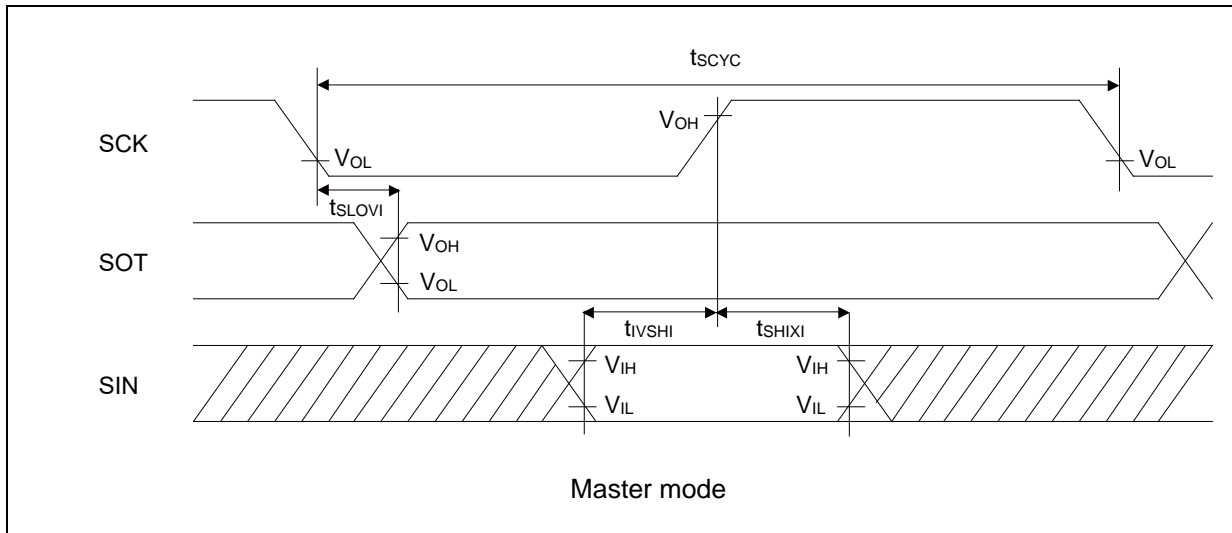 tSCYC
SCK
VOH
VOL
VOL
tSLOVI
SOT
VOH
VOL
tIVSHI
tSHIXI
SIN
VIH
VIH
VIL
VIL
Master mode